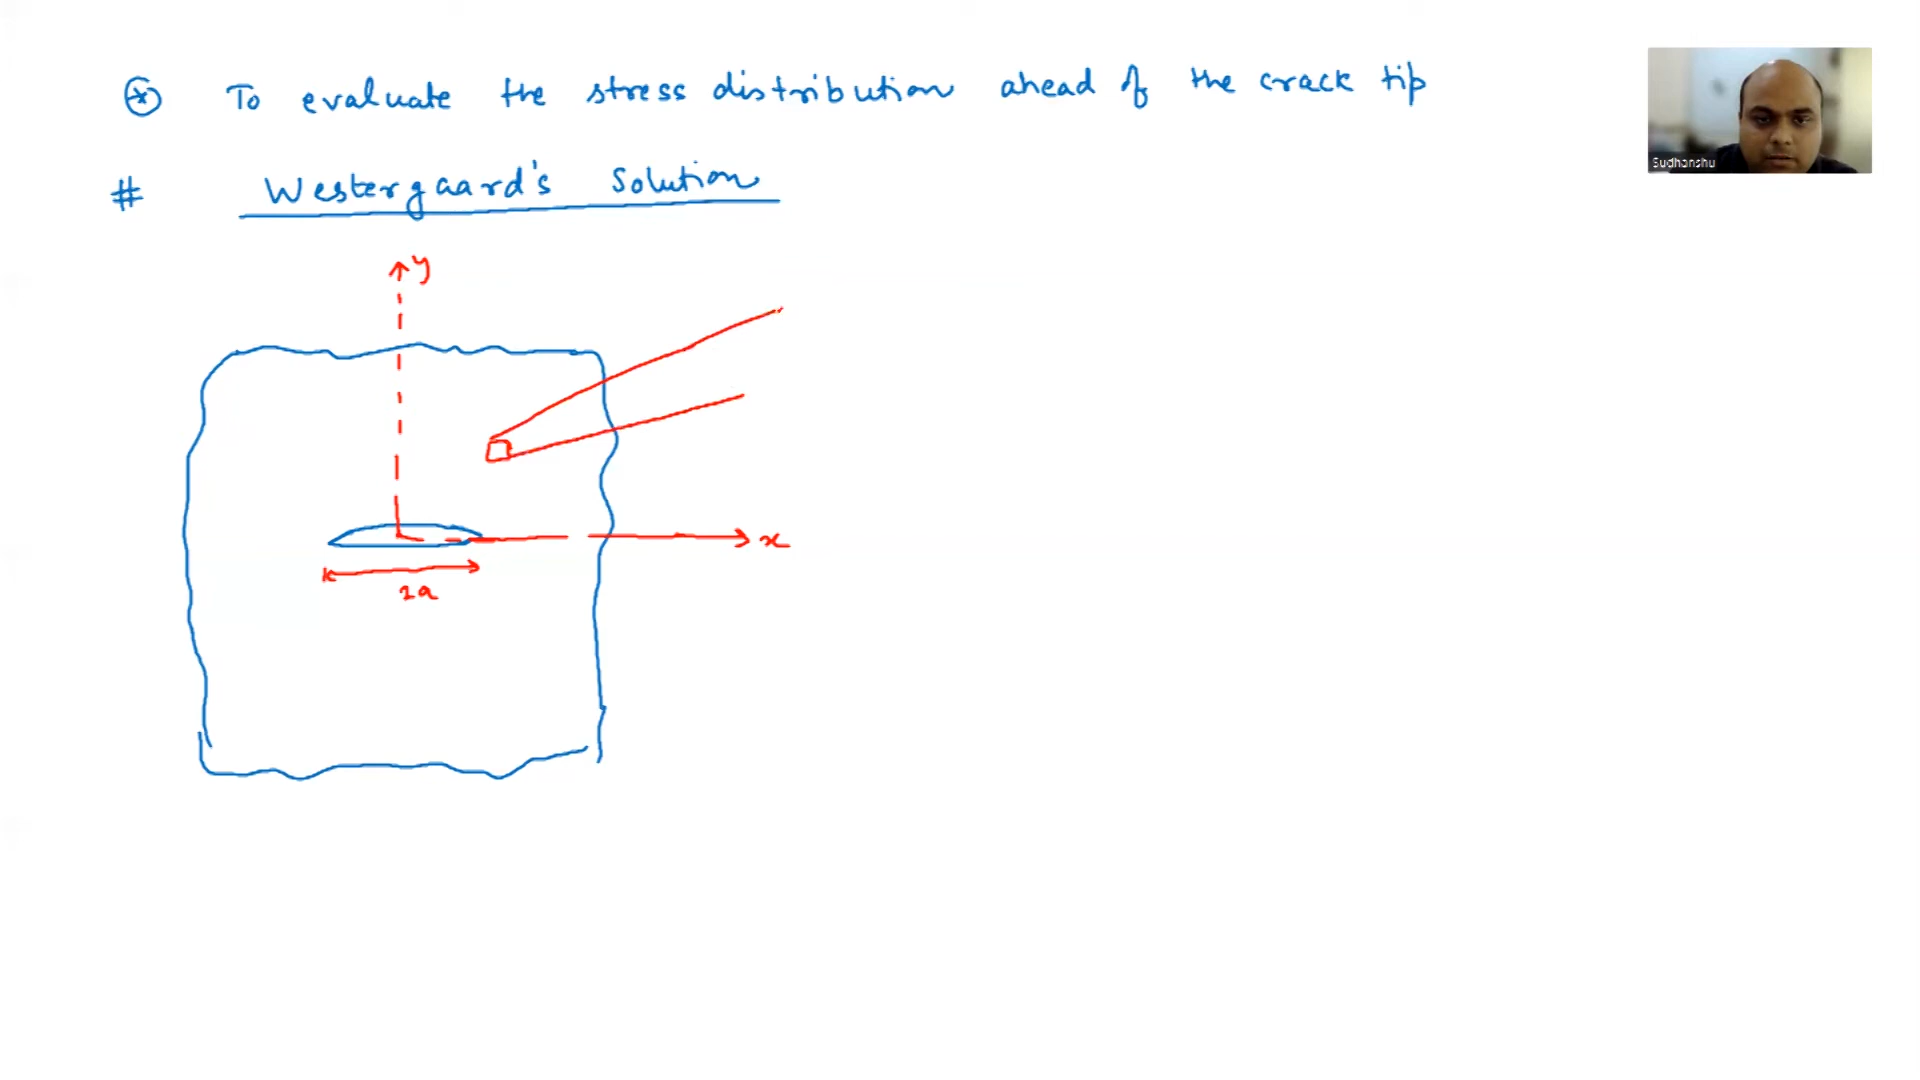 ⊛ To evaluate the stress distribution ahead of the crack tip
Sudhanshu
# Westergaard's Solution
y
x
2a